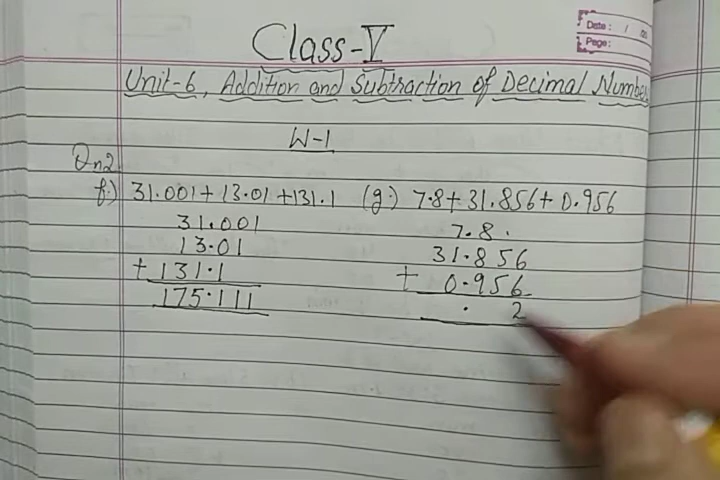 Class-V
Date: /
Page:
Unit-6, Addition and Subtraction of Decimal Number
W-1
Qn2
f.) 31.001+13.01+131.1 (g.) 7.8+31.856+0.956
31.001
13.01
+131.1
175.111
7.8.
31.856
+ 0.956
. 2